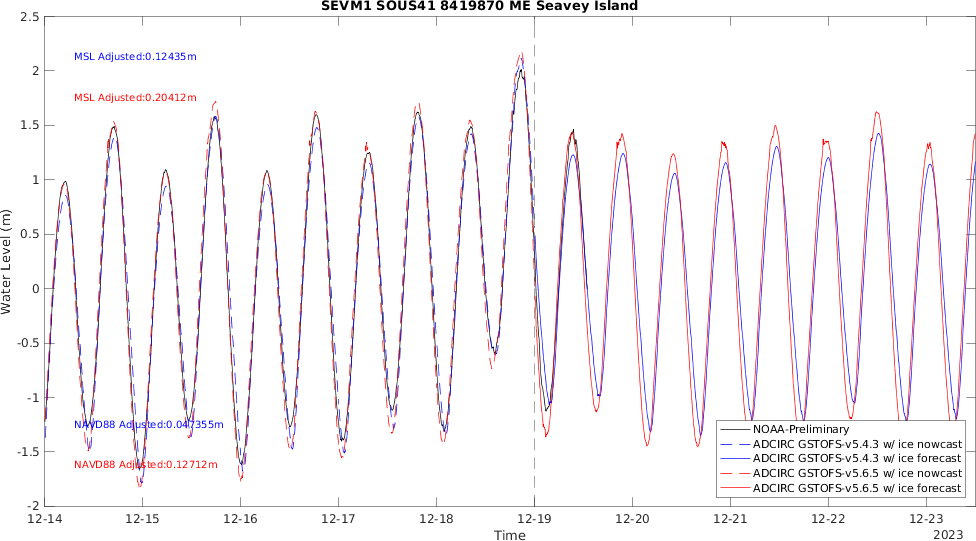 SEVM1 SOUS41 8419870 ME Seavey Island
2.5
2
1.5
1
0.5
0
-0.5
-1
-1.5
-2
Water Level (m)
MSL Adjusted:0.12435m
MSL Adjusted:0.20412m
NAVD88 Adjusted:0.047355m
NAVD88 Adjusted:0.12712m
NOAA-Preliminary
ADCIRC GSTOFS-v5.4.3 w/ ice nowcast
ADCIRC GSTOFS-v5.4.3 w/ ice forecast
ADCIRC GSTOFS-v5.6.5 w/ ice nowcast
ADCIRC GSTOFS-v5.6.5 w/ ice forecast
12-14 12-15 12-16 12-17 12-18 12-19 12-20 12-21 12-22 12-23
Time
2023